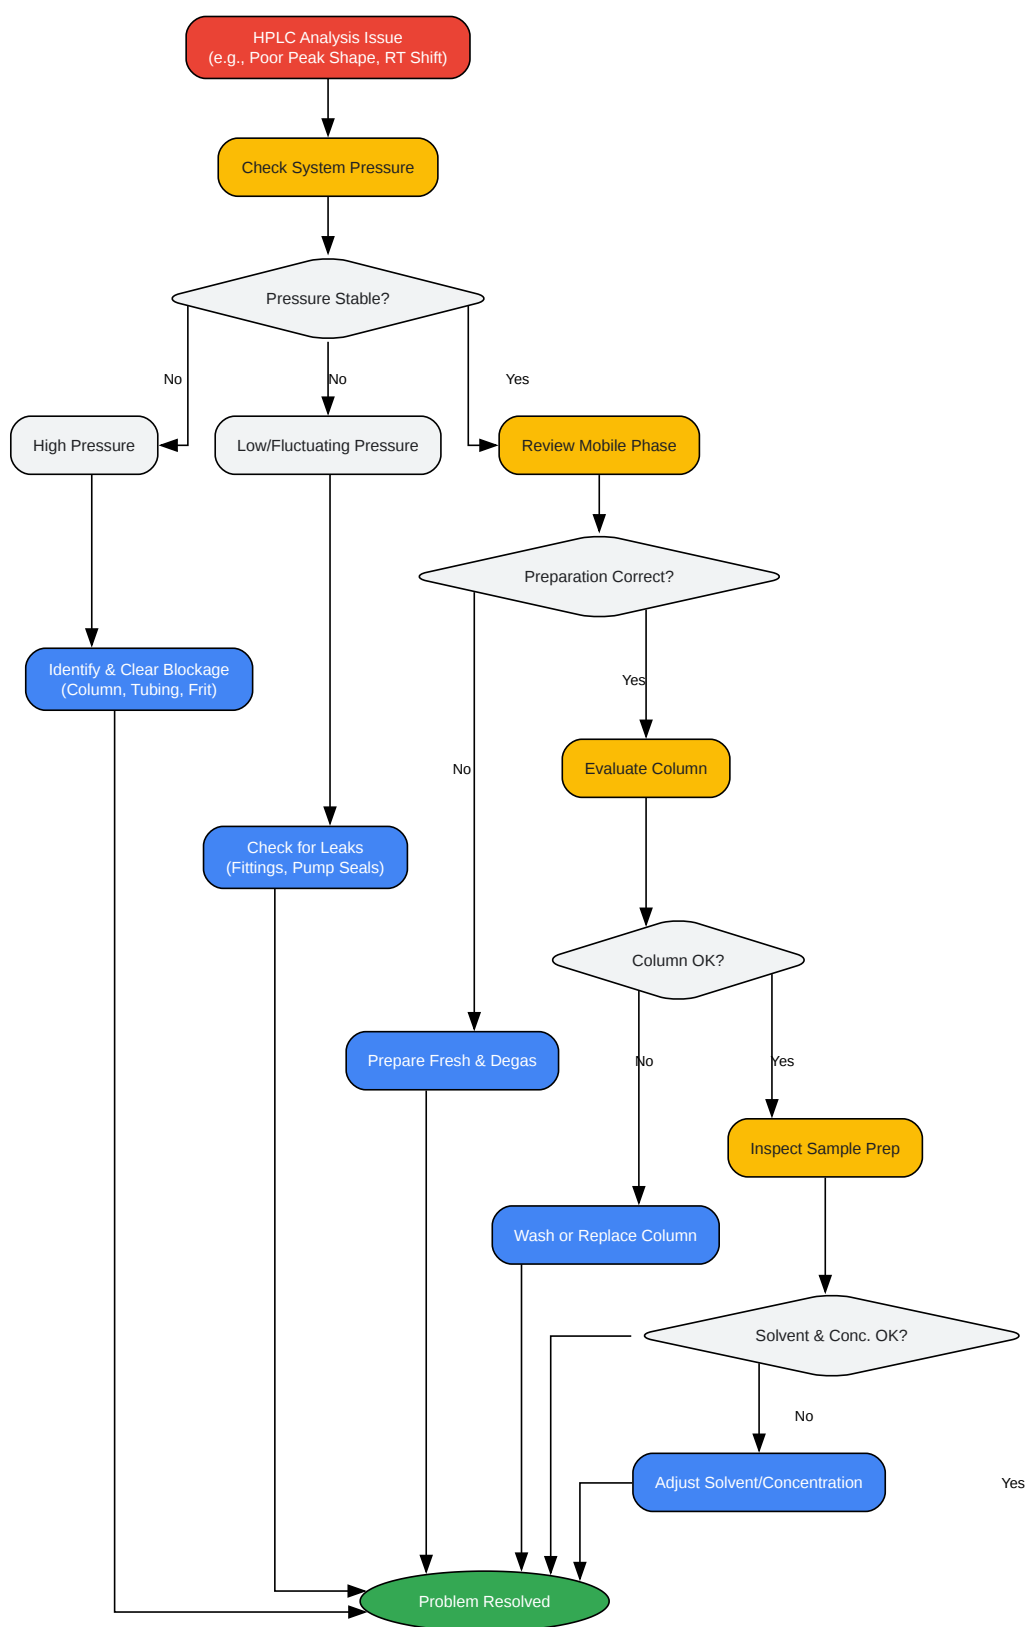 HPLC Analysis Issue
(e.g., Poor Peak Shape, RT Shift)
Check System Pressure
Pressure Stable?
No
No
Yes
High Pressure
Low/Fluctuating Pressure
Review Mobile Phase
Preparation Correct?
Identify & Clear Blockage
(Column, Tubing, Frit)
Yes
No
Evaluate Column
Check for Leaks
(Fittings, Pump Seals)
Column OK?
Prepare Fresh & Degas
No
Yes
Inspect Sample Prep
Wash or Replace Column
Solvent & Conc. OK?
No
Adjust Solvent/Concentration
Yes
Problem Resolved